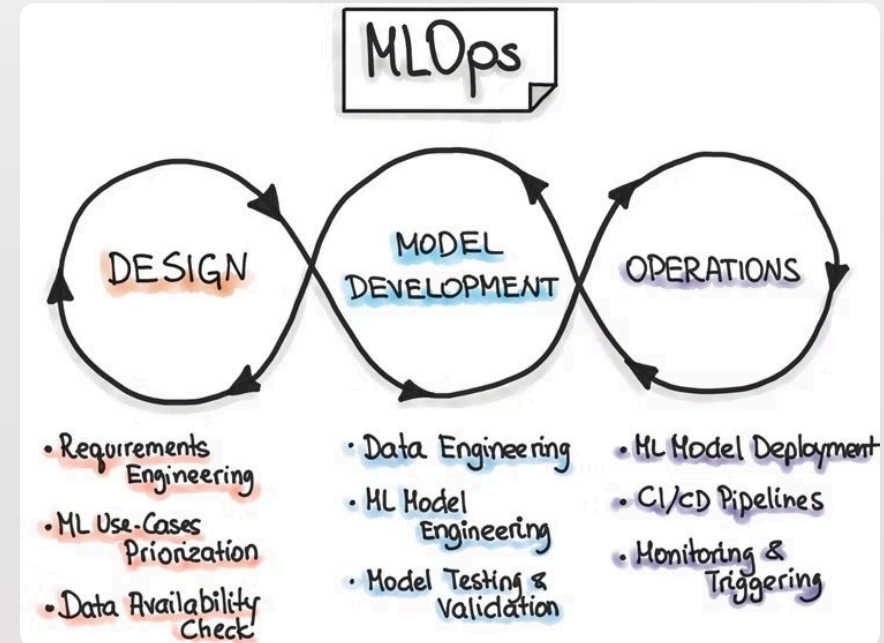 MLOps
DESIGN
MODEL
DEVELOPMENT
OPERATIONS
• Requirements
Engineering
• ML Use-Cases
Priorization
• Data Availability
Check
• Data Engineering
• ML Model
Engineering
• Model Testing &
Validation
• ML Model Deployment
• CI/CD Pipelines
• Monitoring &
Triggering